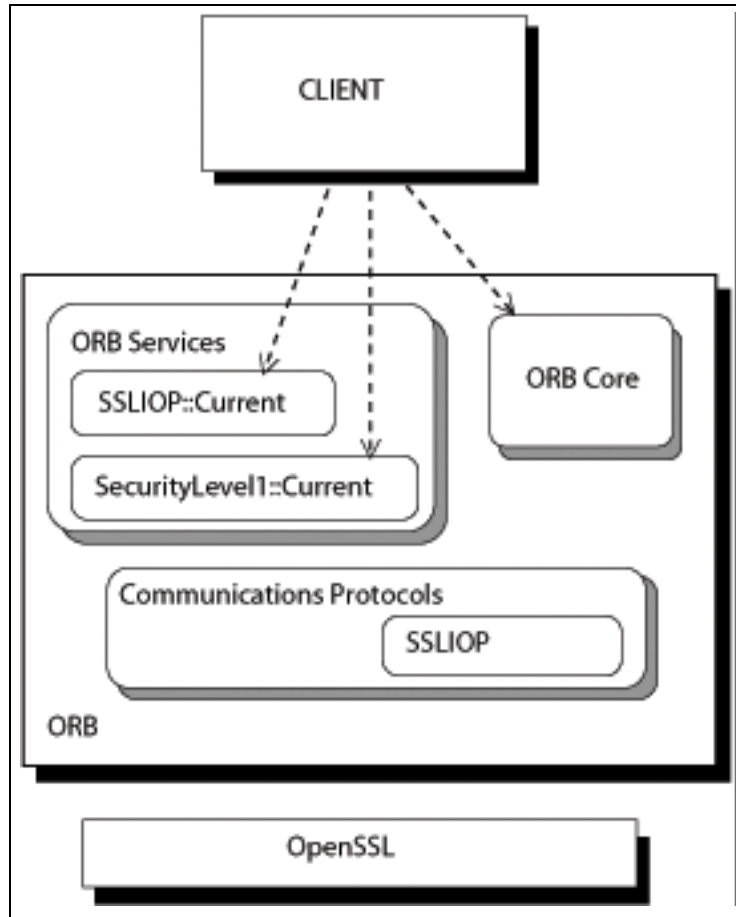 CLIENT
ORB Services
SSLIOP::Current
SecurityLevel1::Current
ORB Core
Communications Protocols
SSLIOP
ORB
OpenSSL